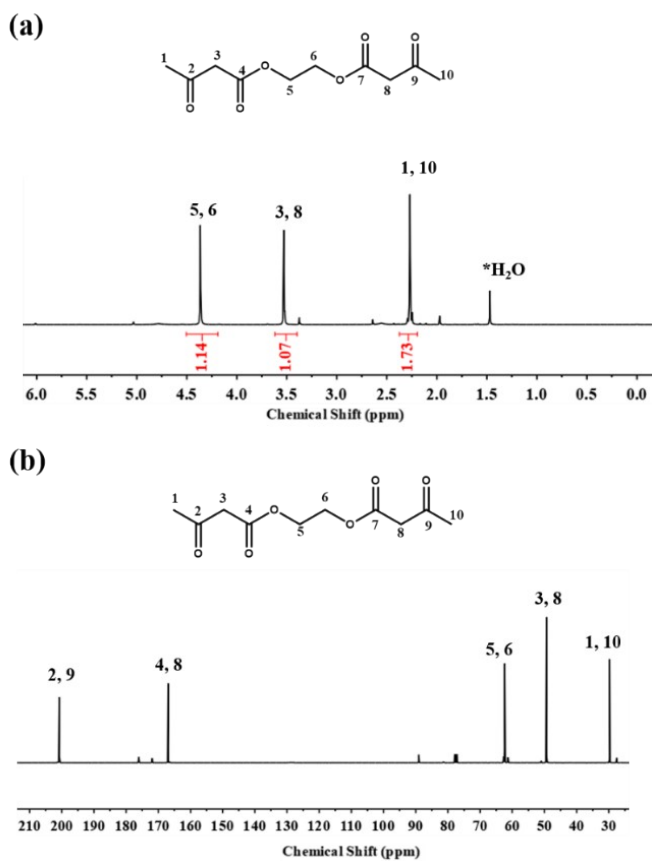 (a)
1 2 3 4 5 6 7 8 9 10
O O O O O O
5, 6
3, 8
1, 10
*H₂O
1.14 1.07 1.73
6.0 5.0 4.5 4.0 3.5 3.0 2.5 2.0 1.5 1.0 0.5 0.0
Chemical Shift (ppm)
(b)
1 2 3 4 5 6 7 8 9 10
O O O O O O
2, 9
4, 8
5, 6
3, 8
1, 10
210 200 190 180 170 160 150 140 130 120 110 100 90 80 70 60 50 40 30
Chemical Shift (ppm)